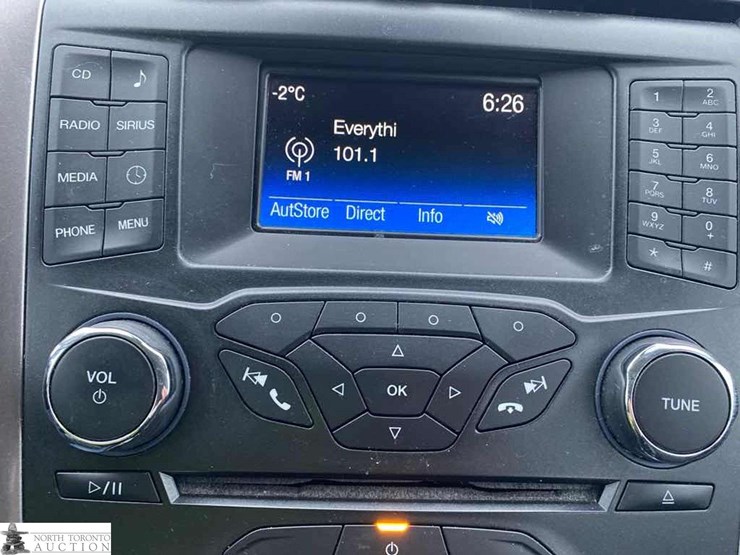 CD
RADIO SIRIUS
MEDIA
PHONE MENU
-2°C 6:26
Everythi
101.1
FM 1
AutStore Direct Info
1 2 ABC
3 DEF 4 GHI
5 JKL 6 MNO
7 PQRS 8 TUV
9 WXYZ 0 +
* #
VOL
OK
TUNE
NORTH TORONTO
AUCTION